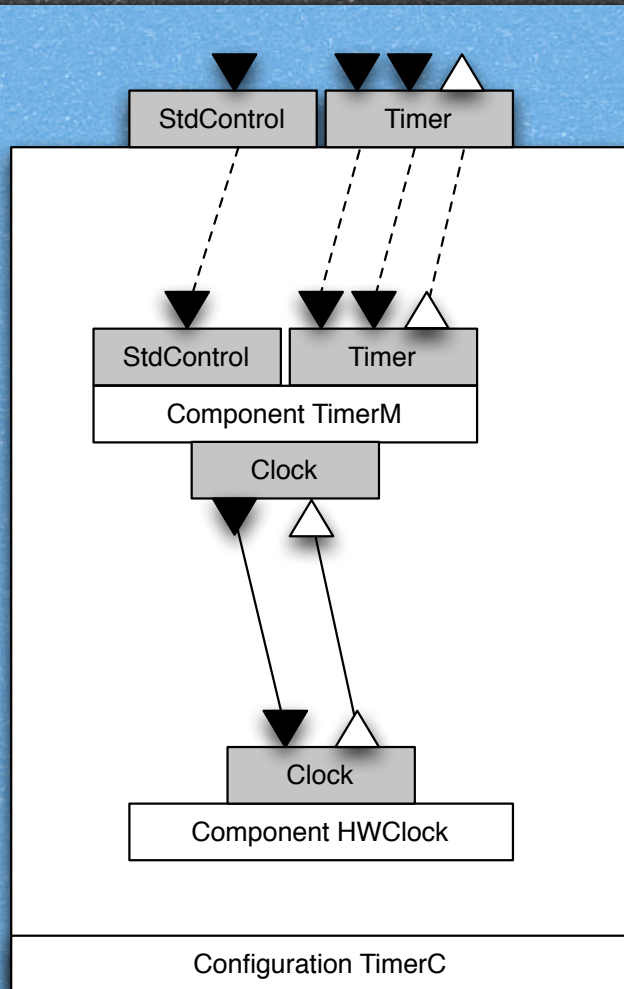 StdControl
Timer
StdControl
Timer
Component TimerM
Clock
Clock
Component HWClock
Configuration TimerC